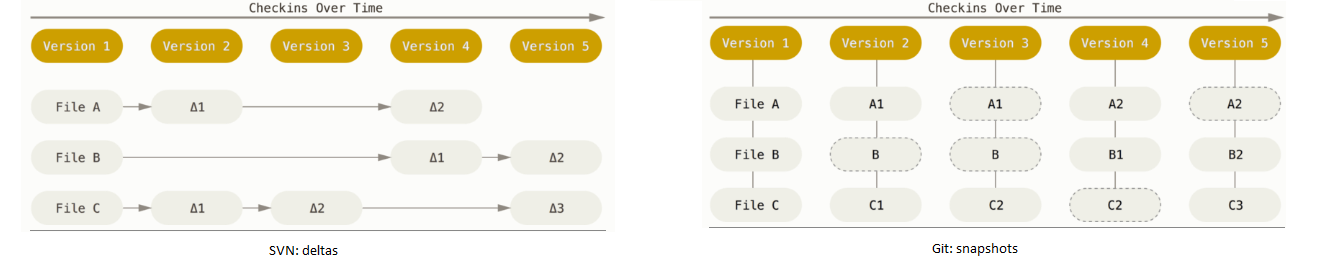 Checkins Over Time
Version 1 Version 2 Version 3 Version 4 Version 5
File A Δ1 Δ2
File B Δ1 Δ2
File C Δ1 Δ2 Δ3
SVN: deltas
Checkins Over Time
Version 1 Version 2 Version 3 Version 4 Version 5
File A A1 A1 A2 A2
File B B B B1 B2
File C C1 C2 C2 C3
Git: snapshots